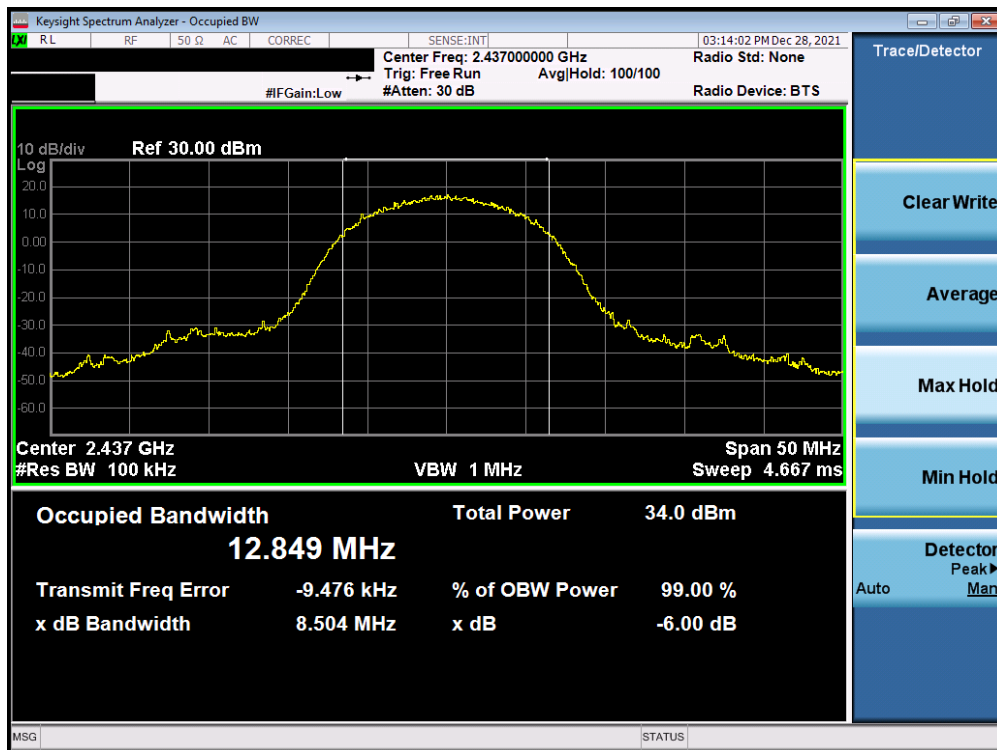 Keysight Spectrum Analyzer - Occupied BW
LXI RL RF 50 Ω AC CORREC SENSE:INT 03:14:02 PM Dec 28, 2021
Center Freq: 2.437000000 GHz Radio Std: None
Trig: Free Run Avg|Hold: 100/100
#IFGain:Low #Atten: 30 dB Radio Device: BTS
10 dB/div Ref 30.00 dBm
Log
20.0
10.0
0.00
-10.0
-20.0
-30.0
-40.0
-50.0
-60.0
Center 2.437 GHz Span 50 MHz
#Res BW 100 kHz VBW 1 MHz Sweep 4.667 ms
Occupied Bandwidth Total Power 34.0 dBm
12.849 MHz
Transmit Freq Error -9.476 kHz % of OBW Power 99.00 %
x dB Bandwidth 8.504 MHz x dB -6.00 dB
MSG STATUS
Trace/Detector
Clear Write
Average
Max Hold
Min Hold
Detector
Peak▶
Auto Man